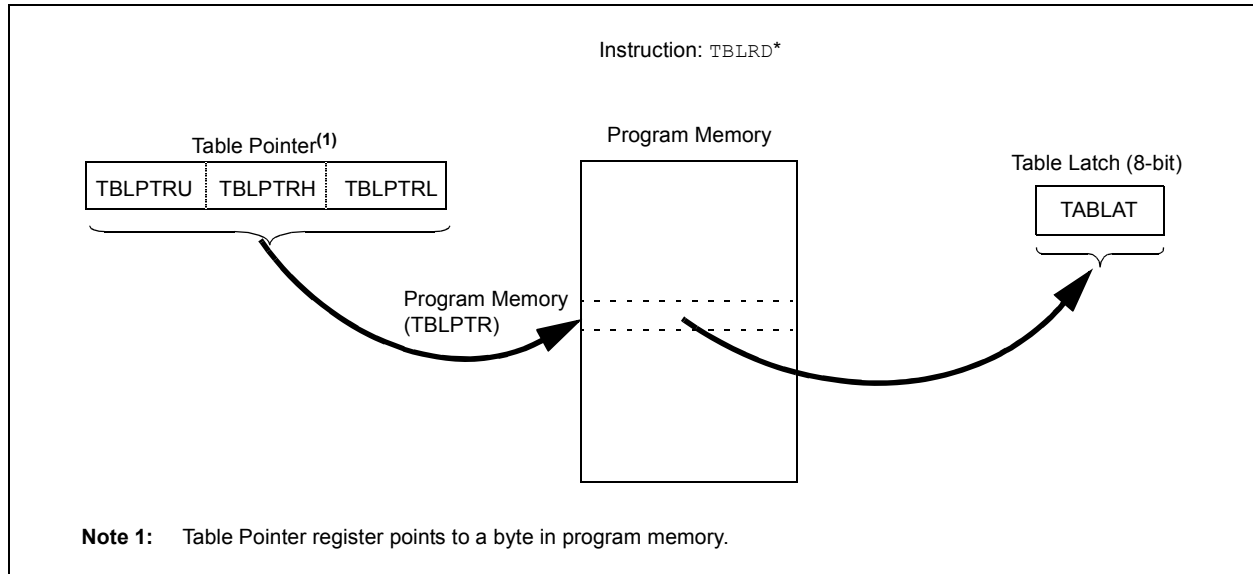 Instruction: TBLRD*
Table Pointer(1)
TBLPTRU TBLPTRH TBLPTRL
Program Memory
Table Latch (8-bit)
TABLAT
Program Memory
(TBLPTR)
Note 1: Table Pointer register points to a byte in program memory.